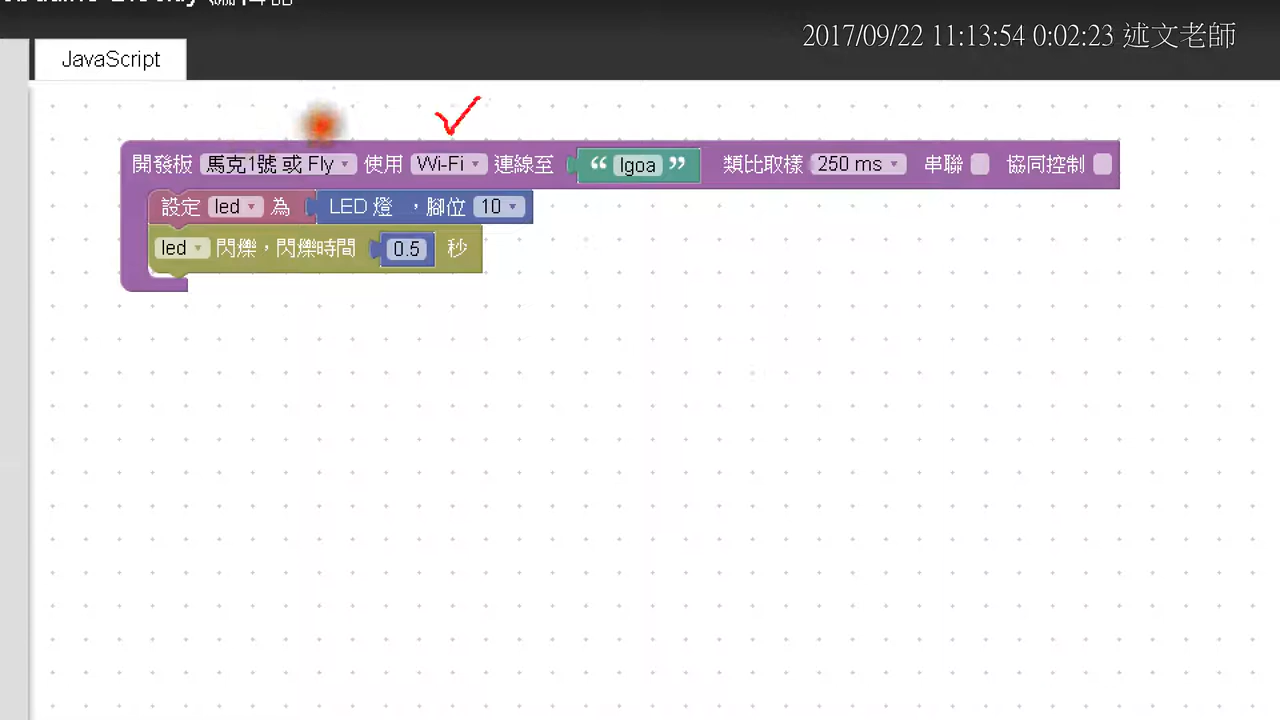 2017/09/22 11:13:54 0:02:23 述文老師
JavaScript
開發板 馬克1號 或 Fly 使用 Wi-Fi 連線至 “ Igoa ” 類比取樣 250 ms 串聯 協同控制
設定 led 為 LED 燈 ，腳位 10
led 閃爍，閃爍時間 0.5 秒